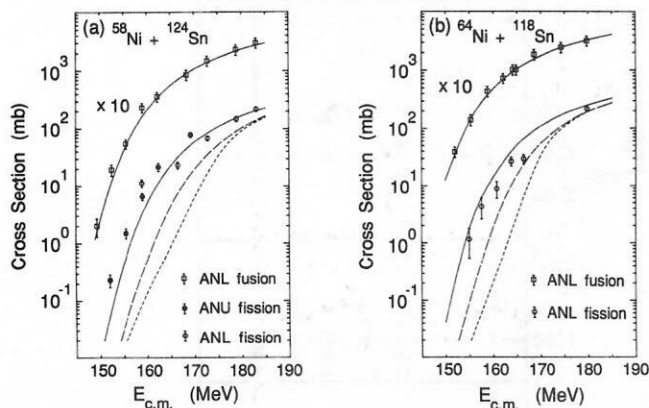 (a) 58Ni + 124Sn
(b) 64Ni + 118Sn
Cross Section (mb)
10^3
10^2
10^1
10^0
10^-1
x 10
ANL fusion
ANU fission
ANL fission
150 160 170 180 190
E c.m. (MeV)
Cross Section (mb)
10^3
10^2
10^1
10^0
10^-1
x 10
ANL fusion
ANL fission
150 160 170 180 190
E c.m. (MeV)